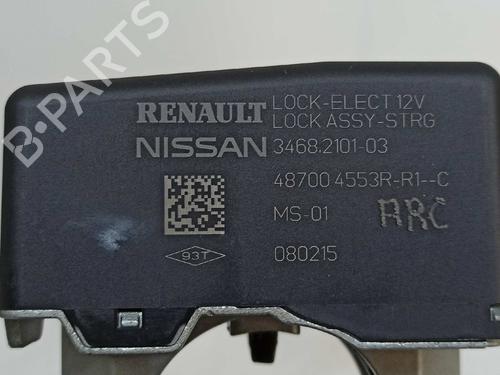 B-PARTS
RENAULT LOCK-ELECT 12V
LOCK ASSY-STRG
NISSAN 3468.2101-03
48700 4553R-R1--C
MS-01 ARC
93T 080215